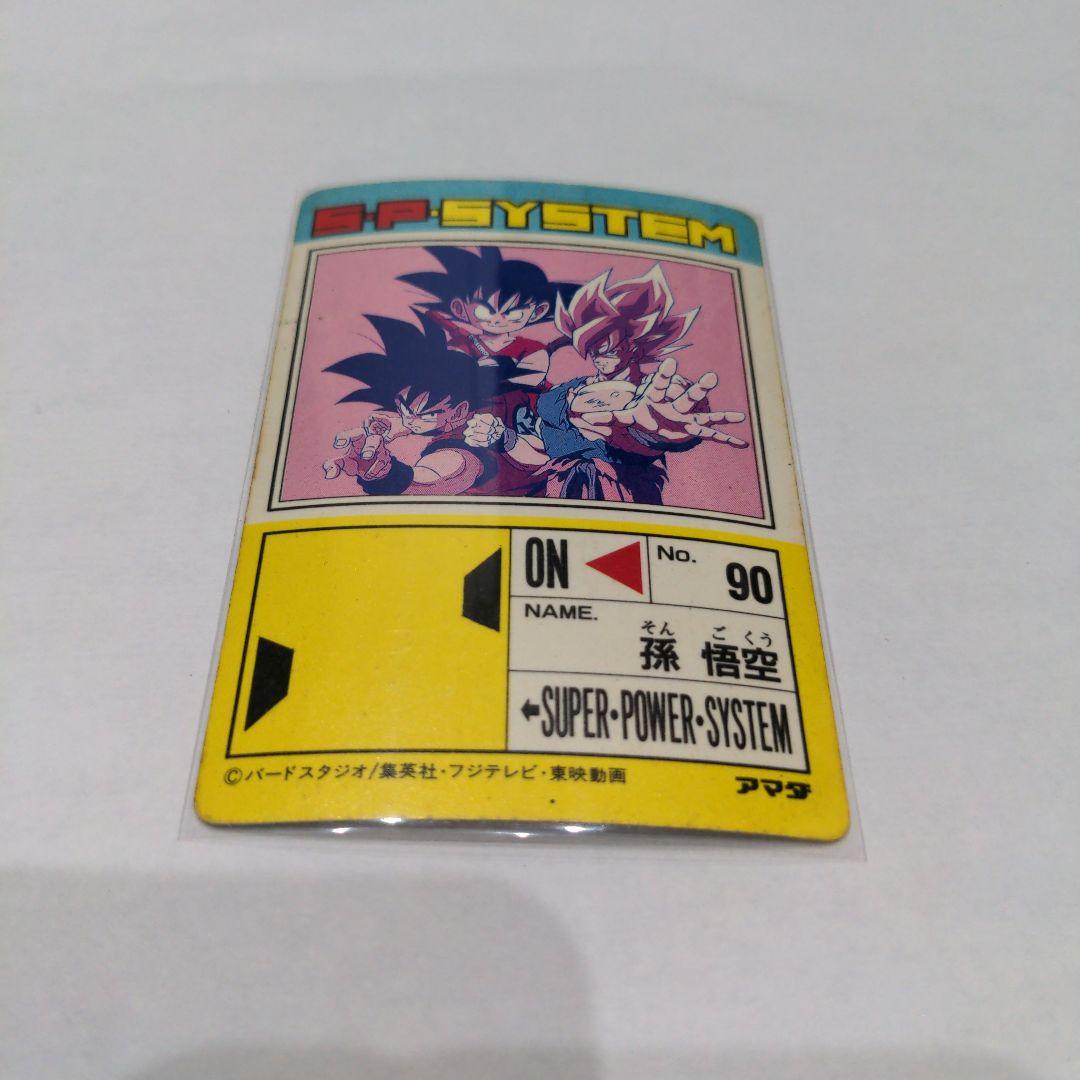 S·P·SYSTEM
ON
No. 90
NAME.
そん ご くう
孫 悟空
←SUPER·POWER·SYSTEM
©バードスタジオ/集英社・フジテレビ・東映動画
アマダ